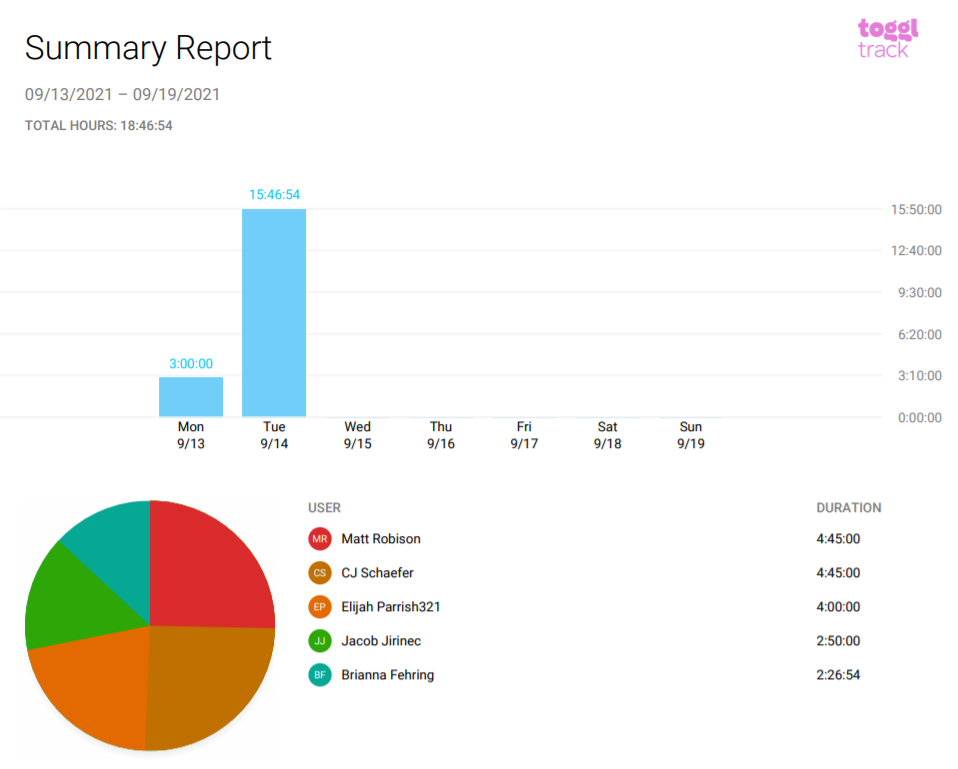 Summary Report
toggl
track
09/13/2021 – 09/19/2021
TOTAL HOURS: 18:46:54
15:46:54
15:50:00
12:40:00
9:30:00
6:20:00
3:00:00
3:10:00
0:00:00
Mon Tue Wed Thu Fri Sat Sun
9/13 9/14 9/15 9/16 9/17 9/18 9/19
USER DURATION
MR Matt Robison 4:45:00
CS CJ Schaefer 4:45:00
EP Elijah Parrish321 4:00:00
JJ Jacob Jirinec 2:50:00
BF Brianna Fehring 2:26:54